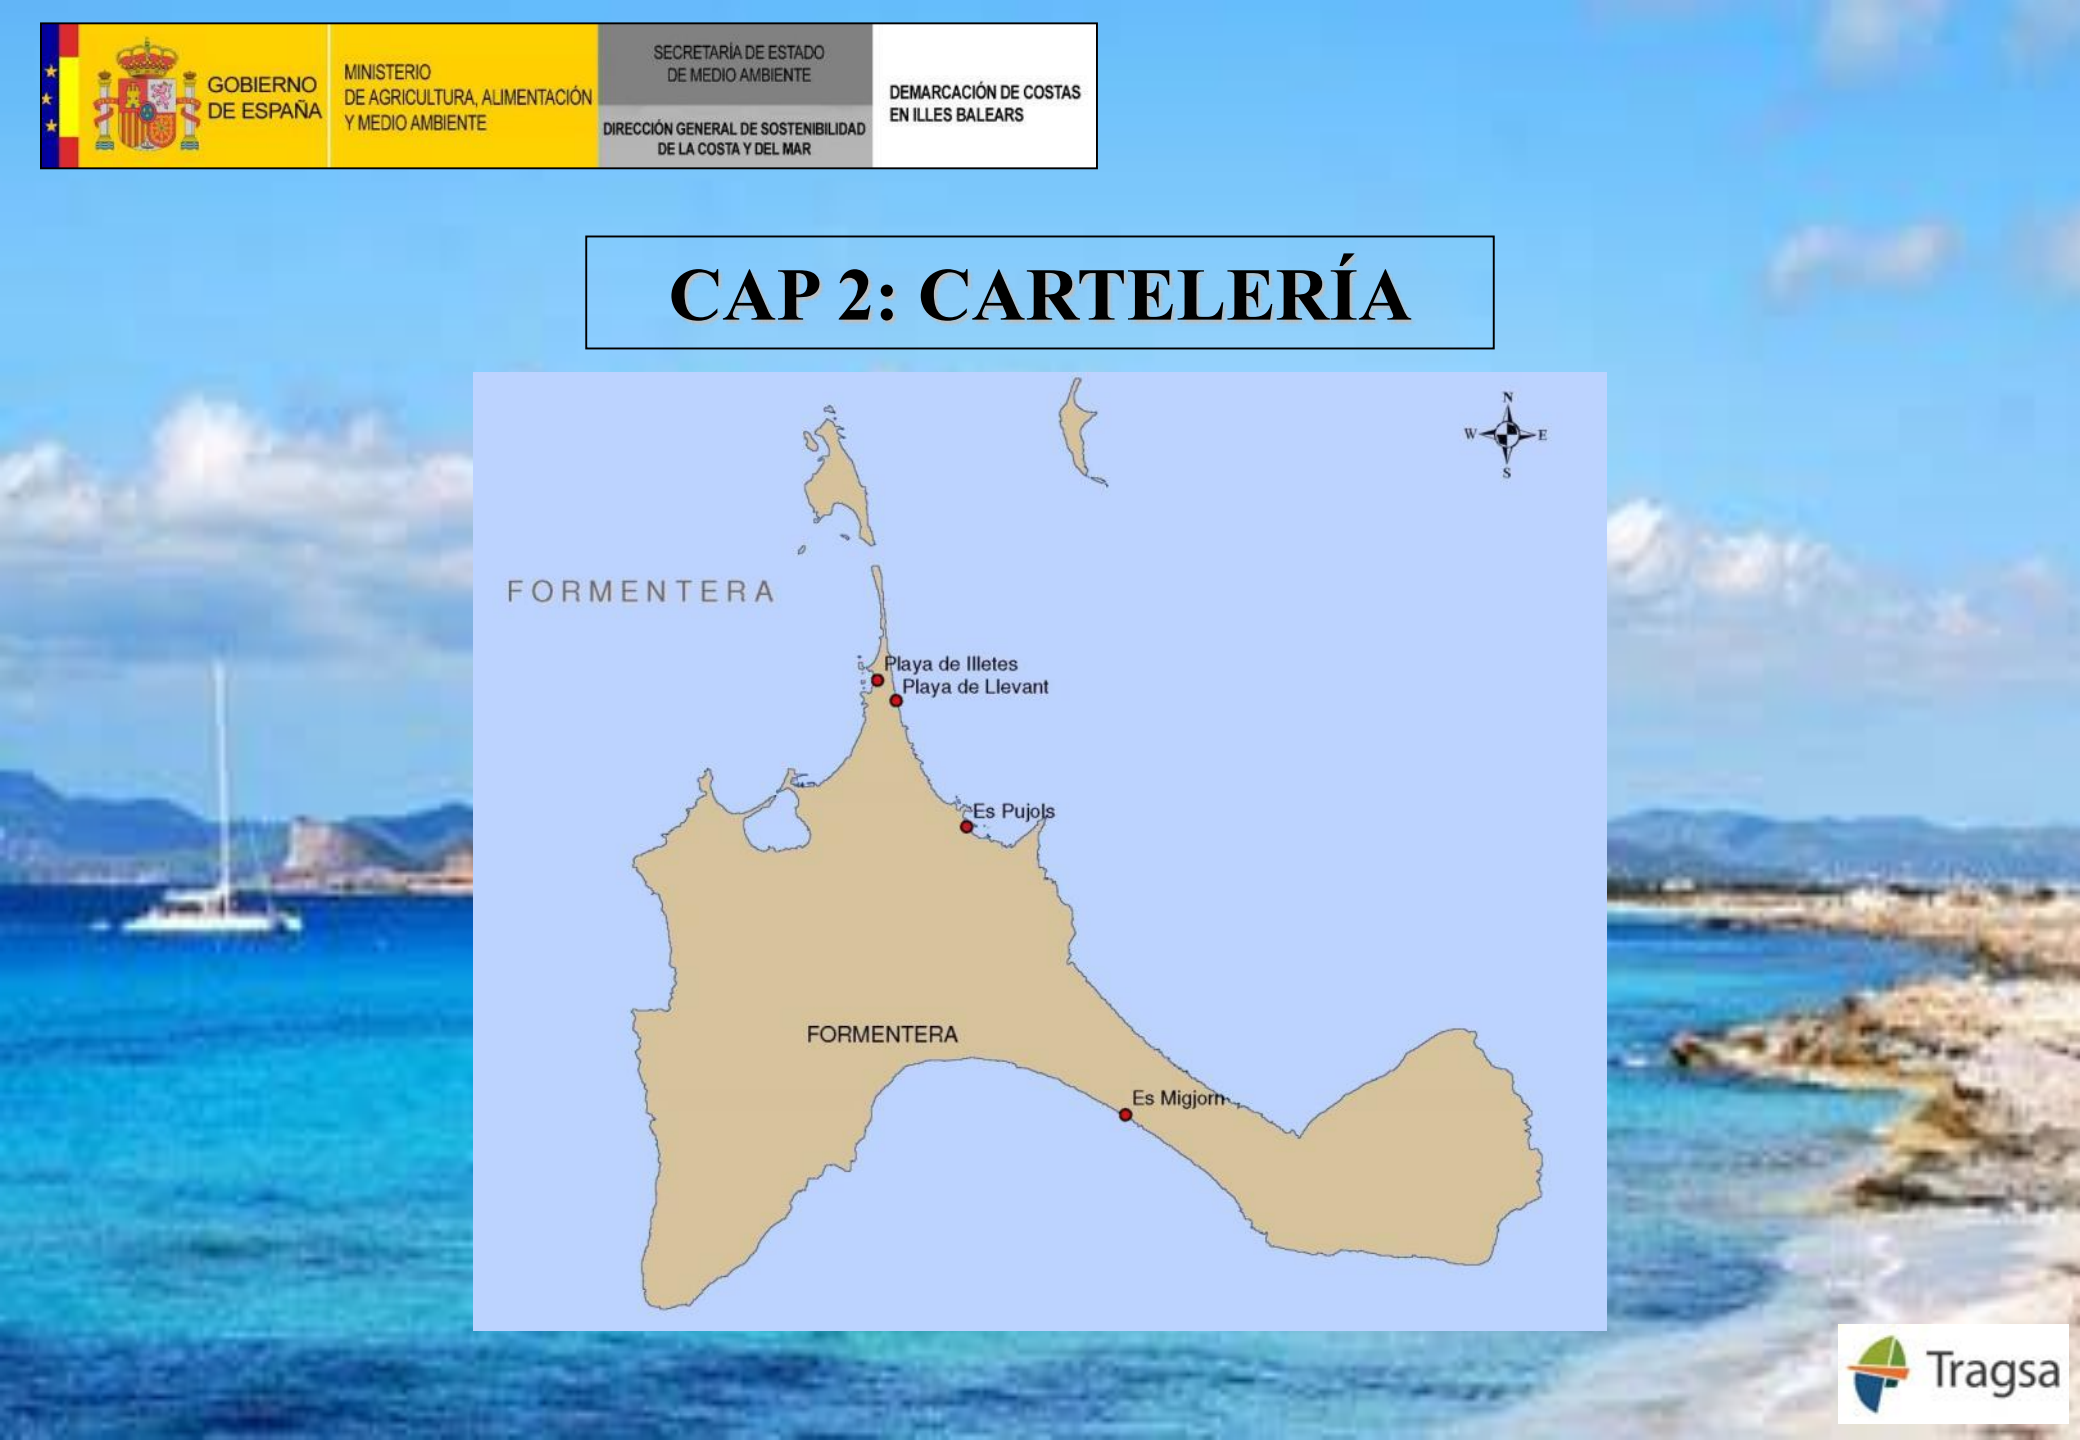 GOBIERNO
DE ESPAÑA
MINISTERIO
DE AGRICULTURA, ALIMENTACIÓN
Y MEDIO AMBIENTE
SECRETARÍA DE ESTADO
DE MEDIO AMBIENTE
DIRECCIÓN GENERAL DE SOSTENIBILIDAD
DE LA COSTA Y DEL MAR
DEMARCACIÓN DE COSTAS
EN ILLES BALEARS
CAP 2: CARTELERÍA
N
W E
S
FORMENTERA
Playa de Illetes
Playa de Llevant
Es Pujols
FORMENTERA
Es Migjorn
Tragsa